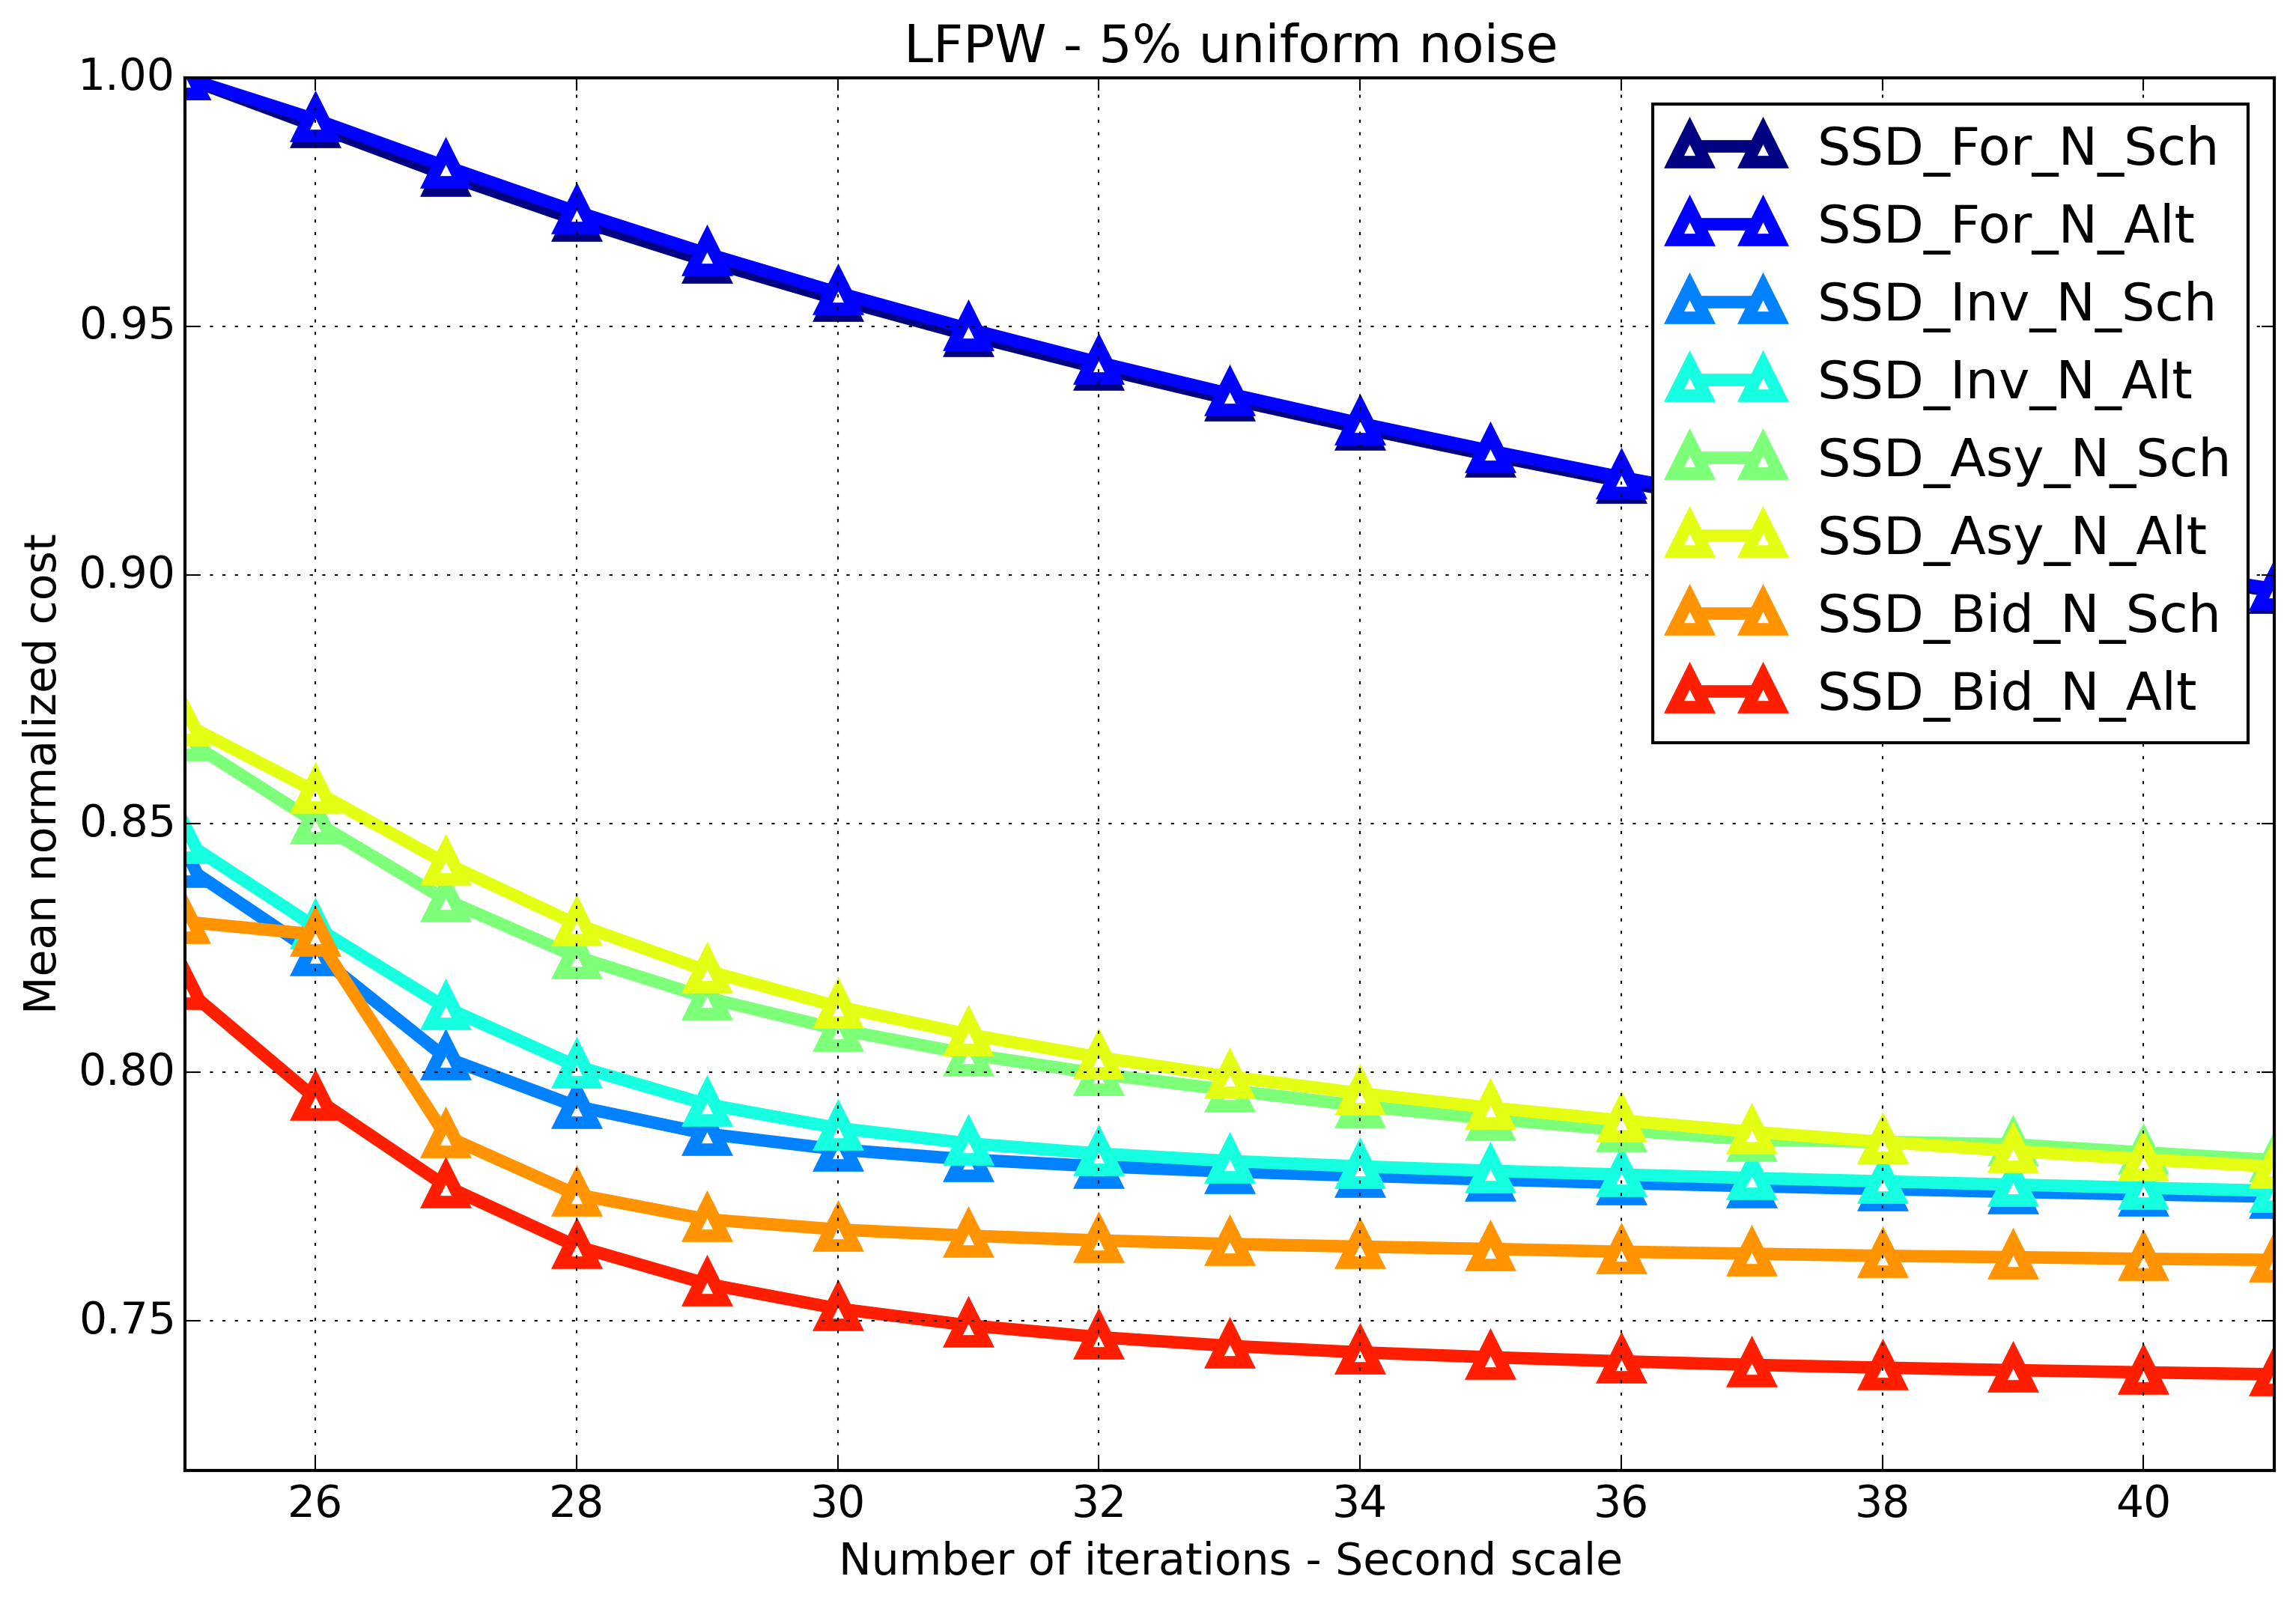 LFPW - 5% uniform noise
1.00
0.95
0.90
0.85
0.80
0.75
Mean normalized cost
SSD_For_N_Sch
SSD_For_N_Alt
SSD_Inv_N_Sch
SSD_Inv_N_Alt
SSD_Asy_N_Sch
SSD_Asy_N_Alt
SSD_Bid_N_Sch
SSD_Bid_N_Alt
26 28 30 32 34 36 38 40
Number of iterations - Second scale